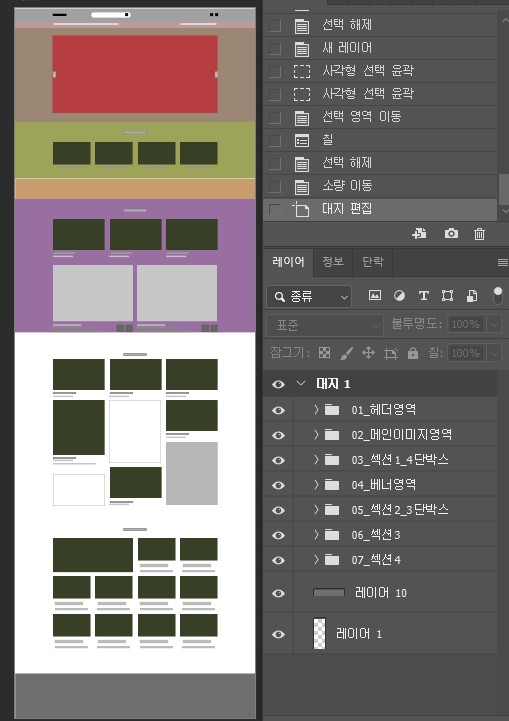 선택 해제
새 레이어
사각형 선택 윤곽
사각형 선택 윤곽
선택 영역 이동
칠
선택 해제
소량 이동
대지 편집
레이어 정보 단락
종류
표준 불투명도: 100%
잠그기: 칠: 100%
대지 1
01_헤더영역
02_메인이미지영역
03_섹션1_4단박스
04_베너영역
05_섹션2_3단박스
06_섹션3
07_섹션4
레이어 10
레이어 1